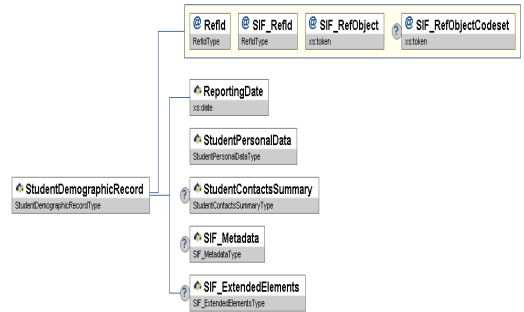 @ RefId
RefIdType
@ SIF_RefId
RefIdType
@ SIF_RefObject
xs:token
? @ SIF_RefObjectCodeset
xs:token
ReportingDate
xs:date
StudentPersonalData
StudentPersonalDataType
StudentDemographicRecord
StudentDemographicRecordType
? StudentContactsSummary
StudentContactsSummaryType
? SIF_Metadata
SIF_MetadataType
? SIF_ExtendedElements
SIF_ExtendedElementsType